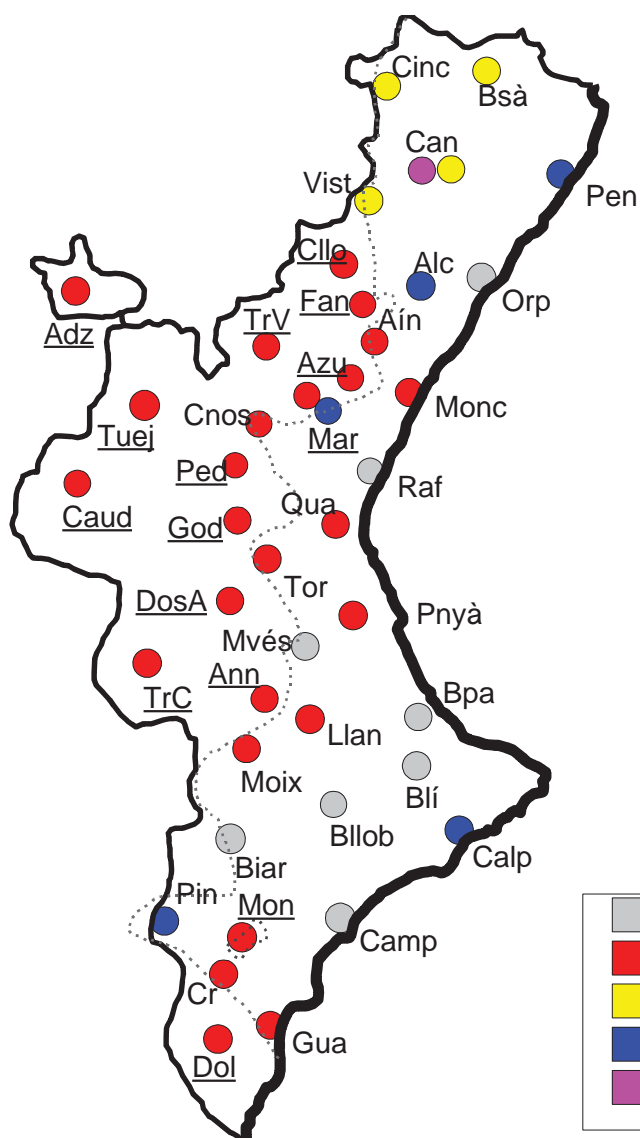 Cinc
Bsà
Can
Vist
Pen
Cllo
Alc
Fan
Orp
Adz
TrV
Aín
Azu
Monc
Cnos
Tuej
Mar
Ped
Raf
Caud
Qua
God
Tor
DosA
Pnyà
Mvés
Ann
TrC
Bpa
Llan
Moix
Blí
Bllob
Biar
Calp
Pin
Mon
Camp
Cr
Gua
Dol